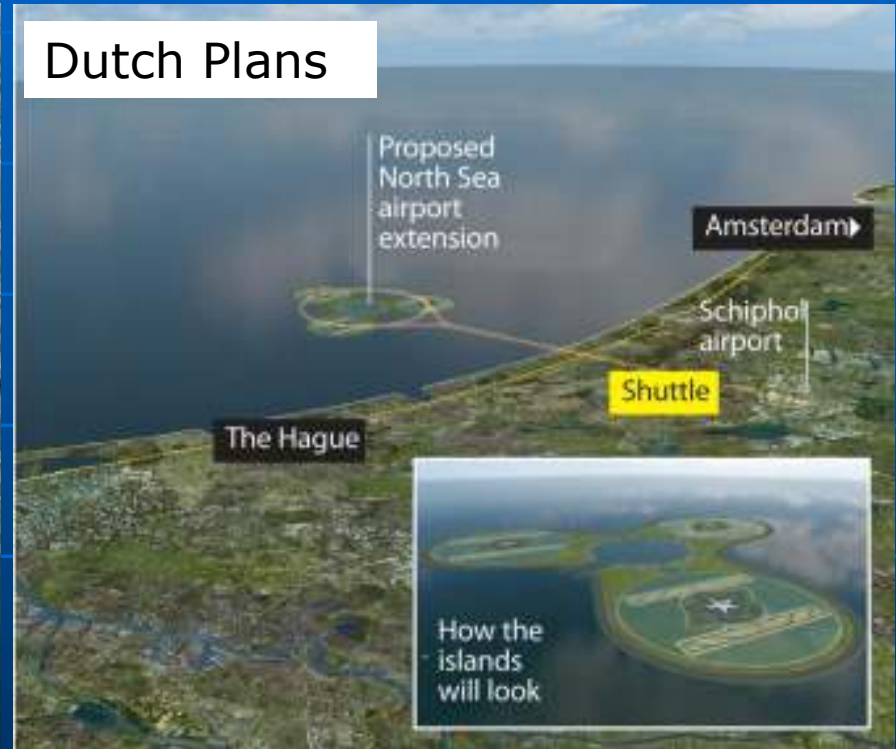 Dutch Plans
Proposed
North Sea
airport
extension
Amsterdam
Schiphol
airport
Shuttle
The Hague
How the
islands
will look